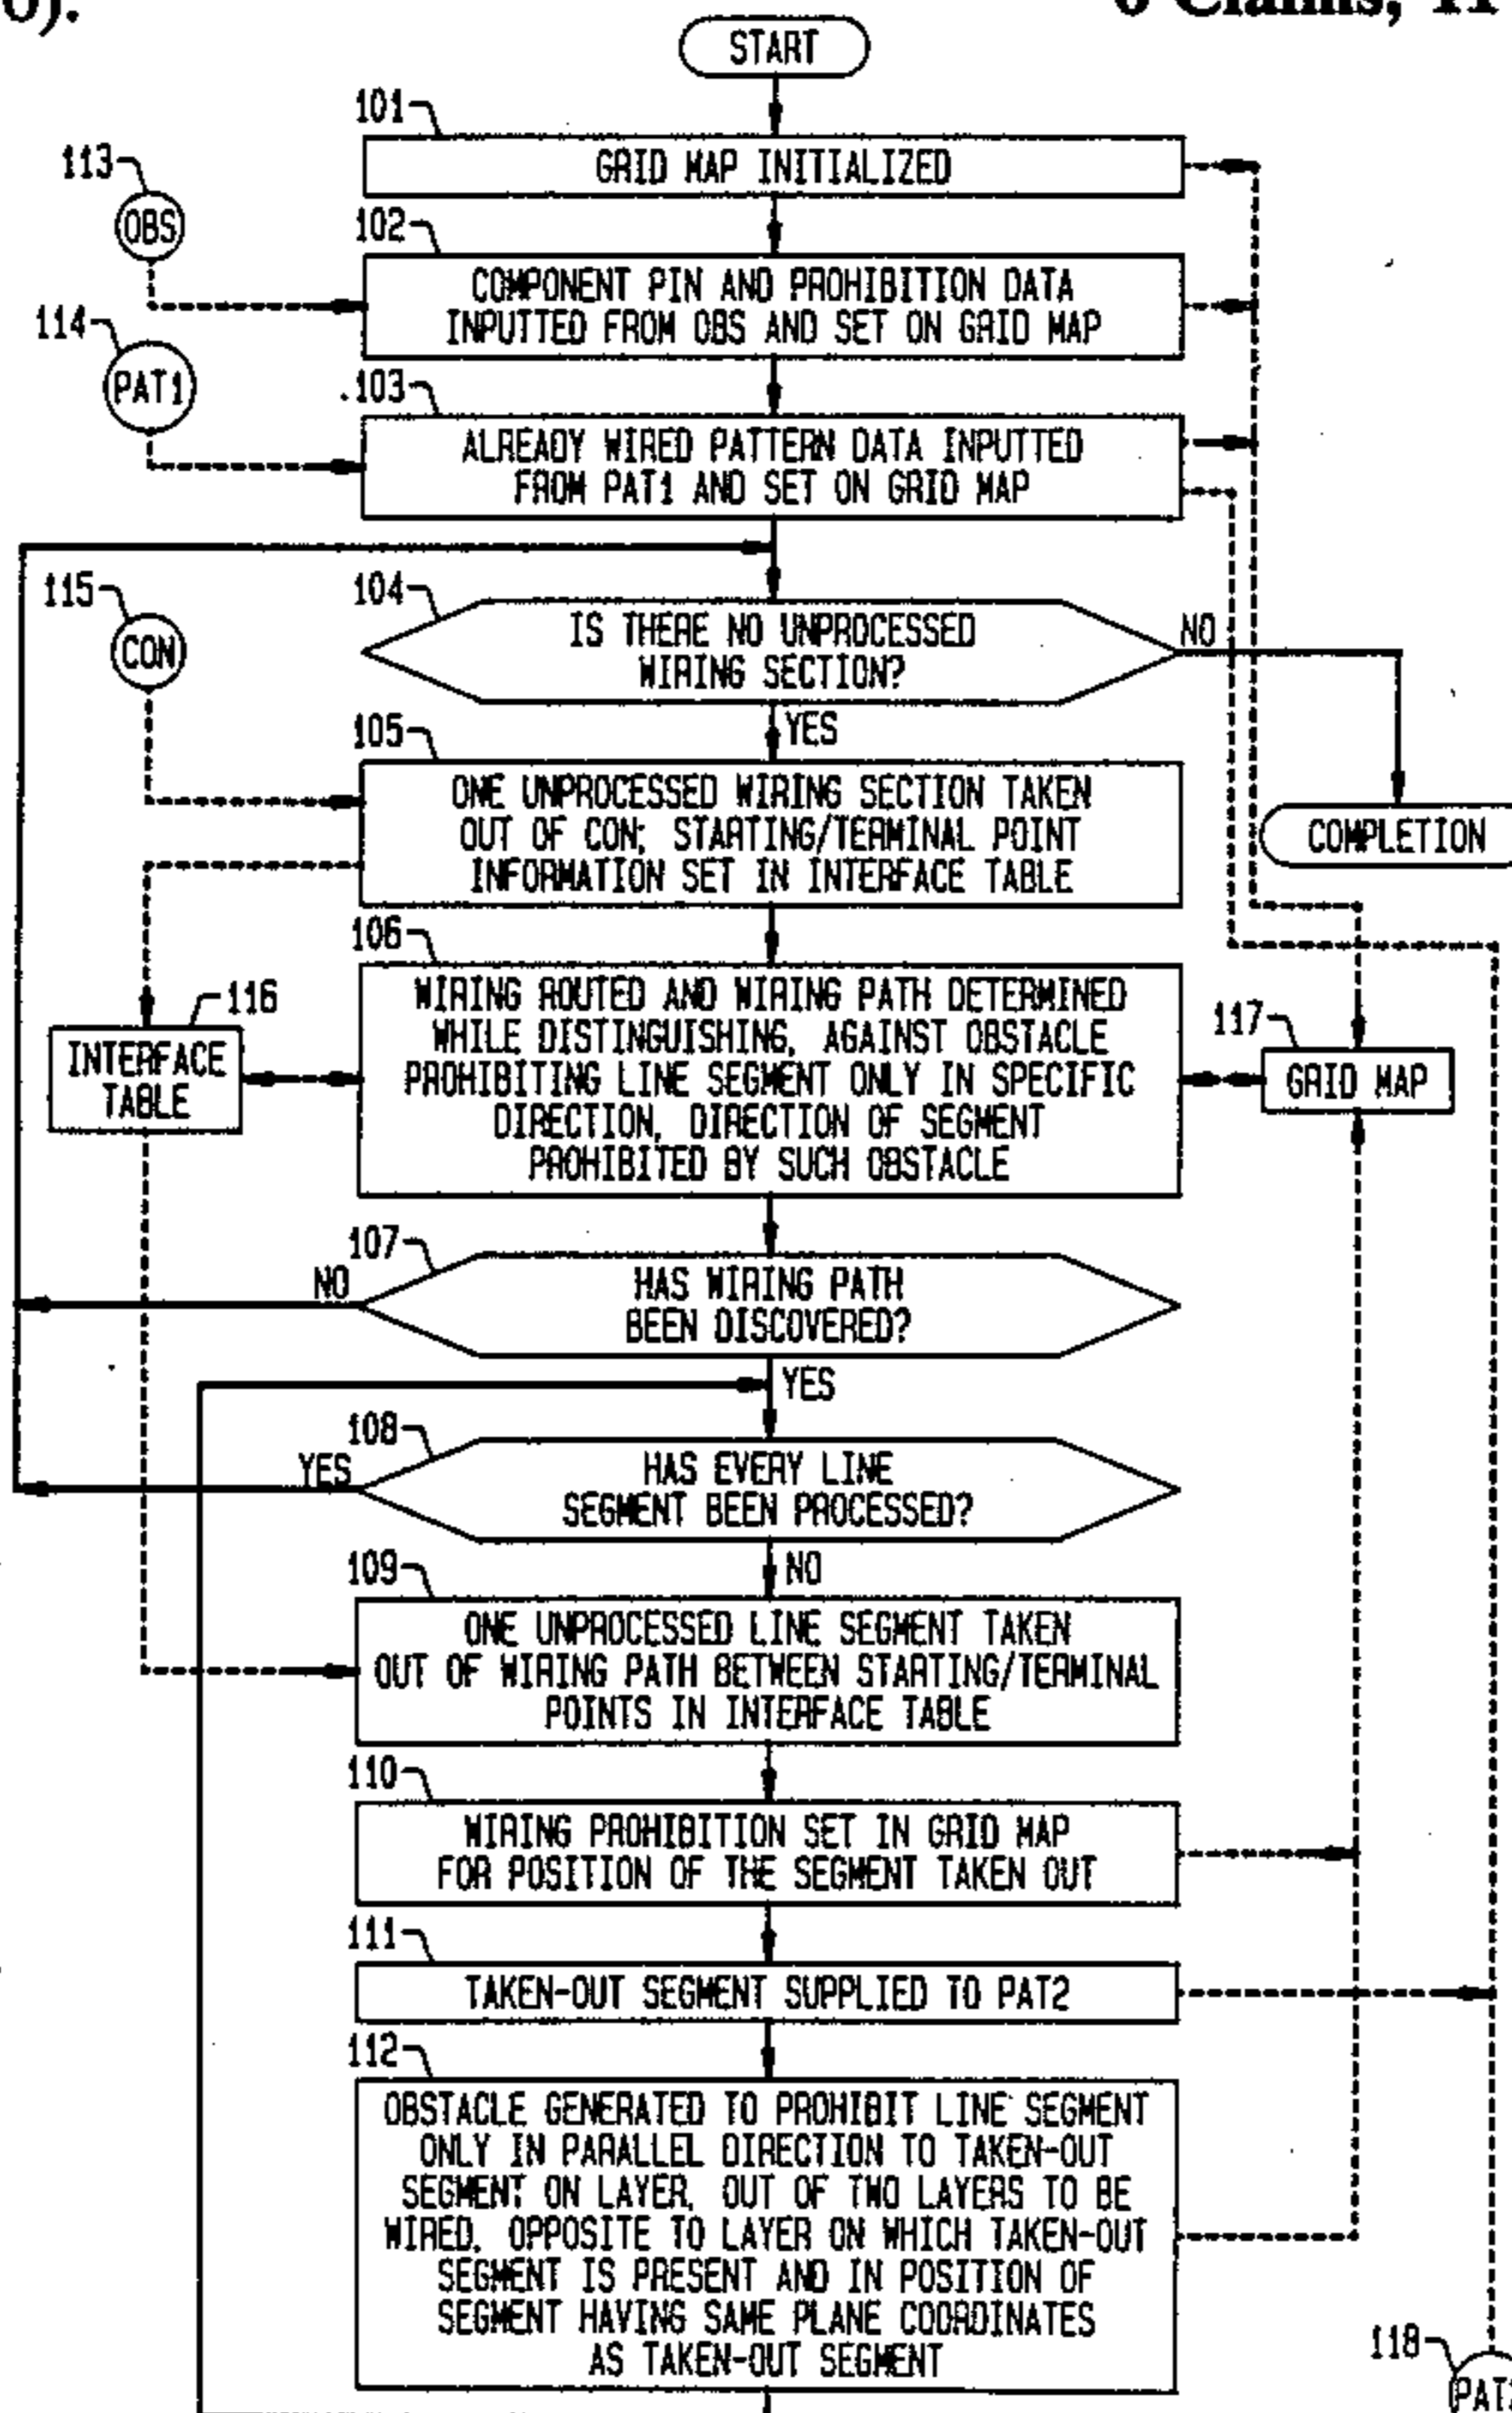 0).
6 Claims, 11
START
101
GRID MAP INITIALIZED
113
OBS
102
COMPONENT PIN AND PROHIBITION DATA
INPUTTED FROM OBS AND SET ON GRID MAP
114
PAT1
103
ALREADY WIRED PATTERN DATA INPUTTED
FROM PAT1 AND SET ON GRID MAP
115
CON
104
IS THERE NO UNPROCESSED
WIRING SECTION?
NO
YES
105
ONE UNPROCESSED WIRING SECTION TAKEN
OUT OF CON; STARTING/TERMINAL POINT
INFORMATION SET IN INTERFACE TABLE
COMPLETION
106
WIRING ROUTED AND WIRING PATH DETERMINED
WHILE DISTINGUISHING, AGAINST OBSTACLE
PROHIBITING LINE SEGMENT ONLY IN SPECIFIC
DIRECTION, DIRECTION OF SEGMENT
PROHIBITED BY SUCH OBSTACLE
116
INTERFACE
TABLE
117
GRID MAP
107
HAS WIRING PATH
BEEN DISCOVERED?
NO
YES
108
HAS EVERY LINE
SEGMENT BEEN PROCESSED?
YES
NO
109
ONE UNPROCESSED LINE SEGMENT TAKEN
OUT OF WIRING PATH BETWEEN STARTING/TERMINAL
POINTS IN INTERFACE TABLE
110
WIRING PROHIBITION SET IN GRID MAP
FOR POSITION OF THE SEGMENT TAKEN OUT
111
TAKEN-OUT SEGMENT SUPPLIED TO PAT2
112
OBSTACLE GENERATED TO PROHIBIT LINE SEGMENT
ONLY IN PARALLEL DIRECTION TO TAKEN-OUT
SEGMENT ON LAYER, OUT OF TWO LAYERS TO BE
WIRED, OPPOSITE TO LAYER ON WHICH TAKEN-OUT
SEGMENT IS PRESENT AND IN POSITION OF
SEGMENT HAVING SAME PLANE COORDINATES
AS TAKEN-OUT SEGMENT
118